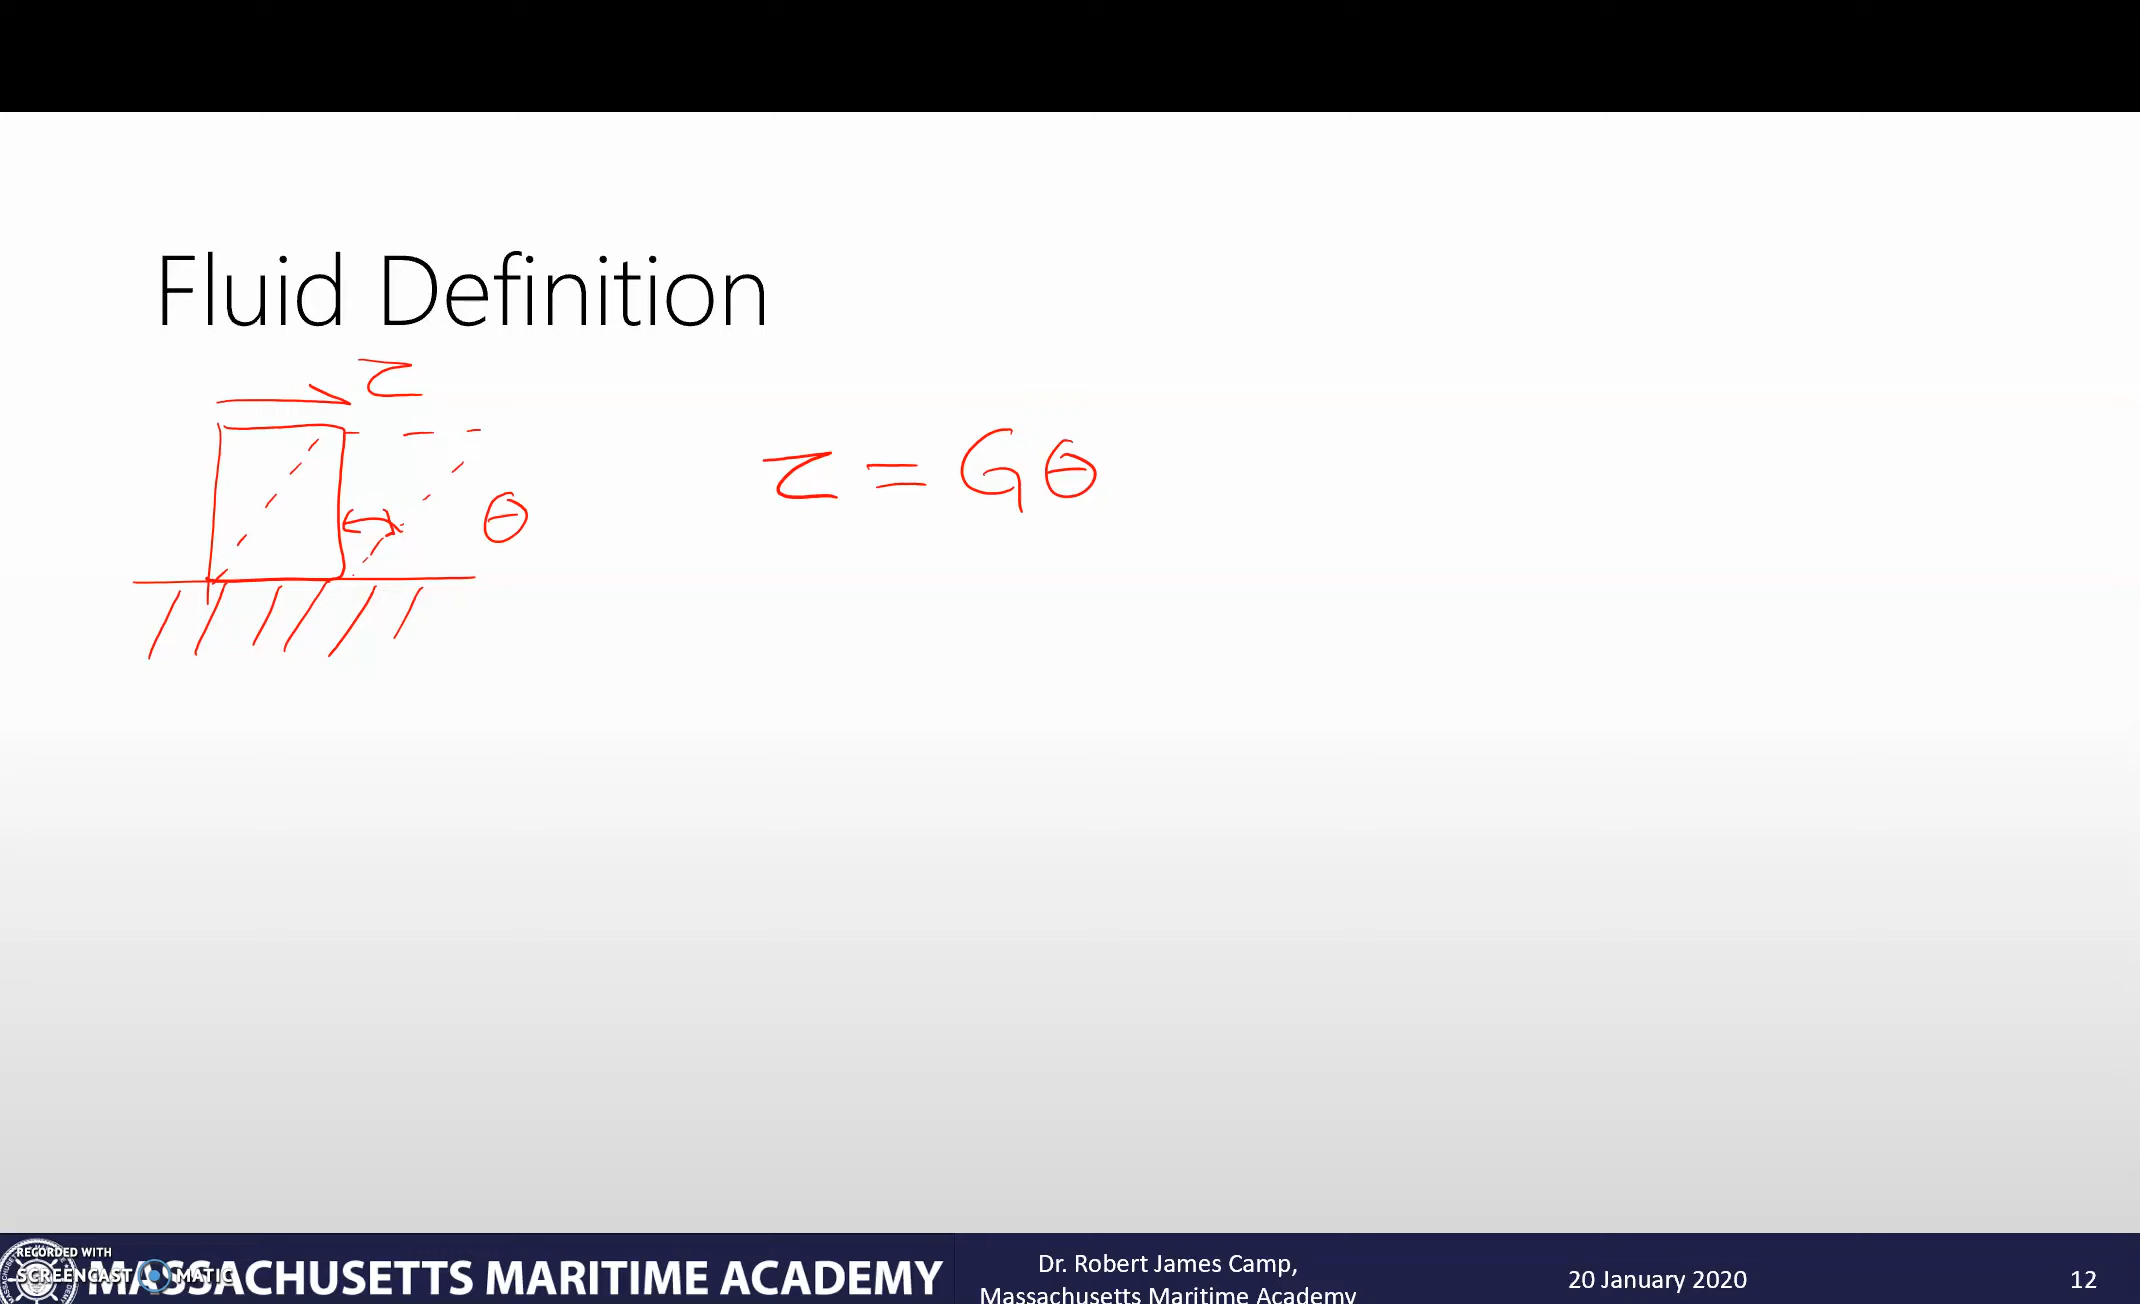 Fluid Definition
τ
τ = Gθ
θ
RECORDED WITH
SCREENCAST MATIC
MASSACHUSETTS MARITIME ACADEMY
Dr. Robert James Camp,
Massachusetts Maritime Academy
20 January 2020
12